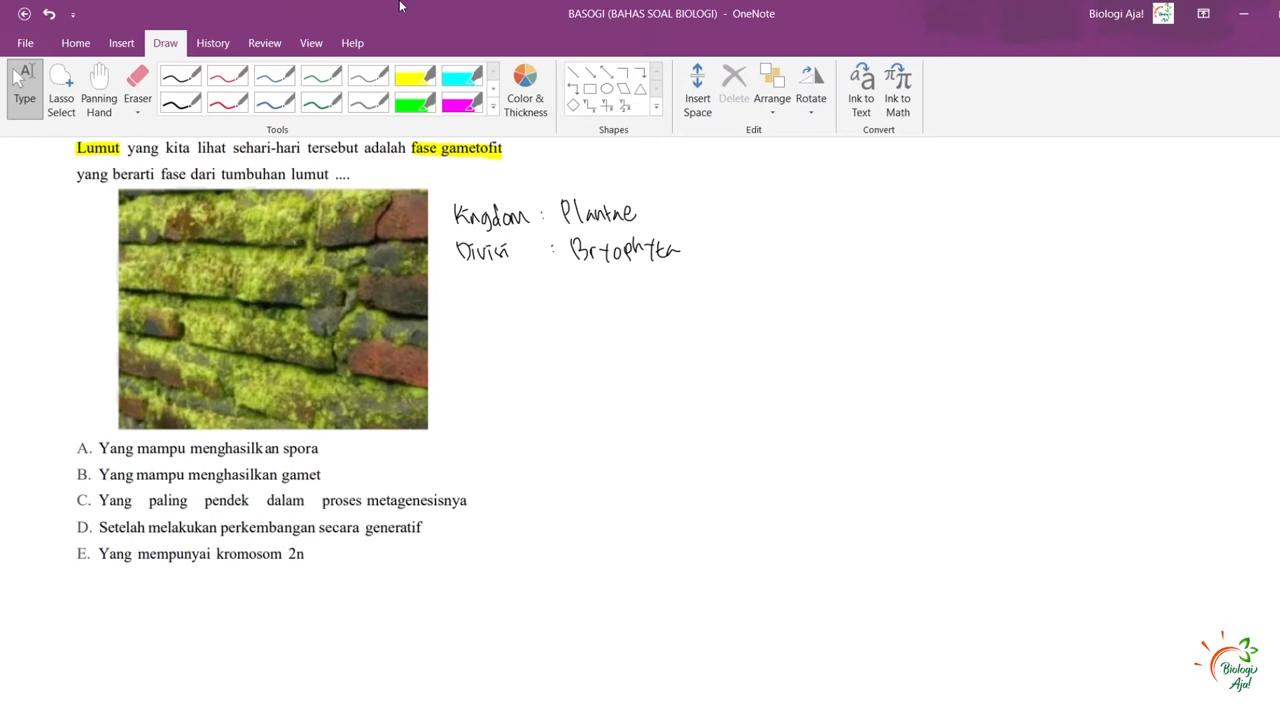 BASOGI (BAHAS SOAL BIOLOGI) - OneNote
Biologi Aja!
File Home Insert Draw History Review View Help
Type
Lasso Select
Panning Hand
Eraser
Color & Thickness
Insert Space
Delete
Arrange
Rotate
Ink to Text
Ink to Math
Tools
Shapes
Edit
Convert
Lumut yang kita lihat sehari-hari tersebut adalah fase gametofit
yang berarti fase dari tumbuhan lumut ....
Kngdom : Plantae
Divisi : Bryophyta
A. Yang mampu menghasilkan spora
B. Yang mampu menghasilkan gamet
C. Yang paling pendek dalam proses metagenesisnya
D. Setelah melakukan perkembangan secara generatif
E. Yang mempunyai kromosom 2n
Biologi
Aja!